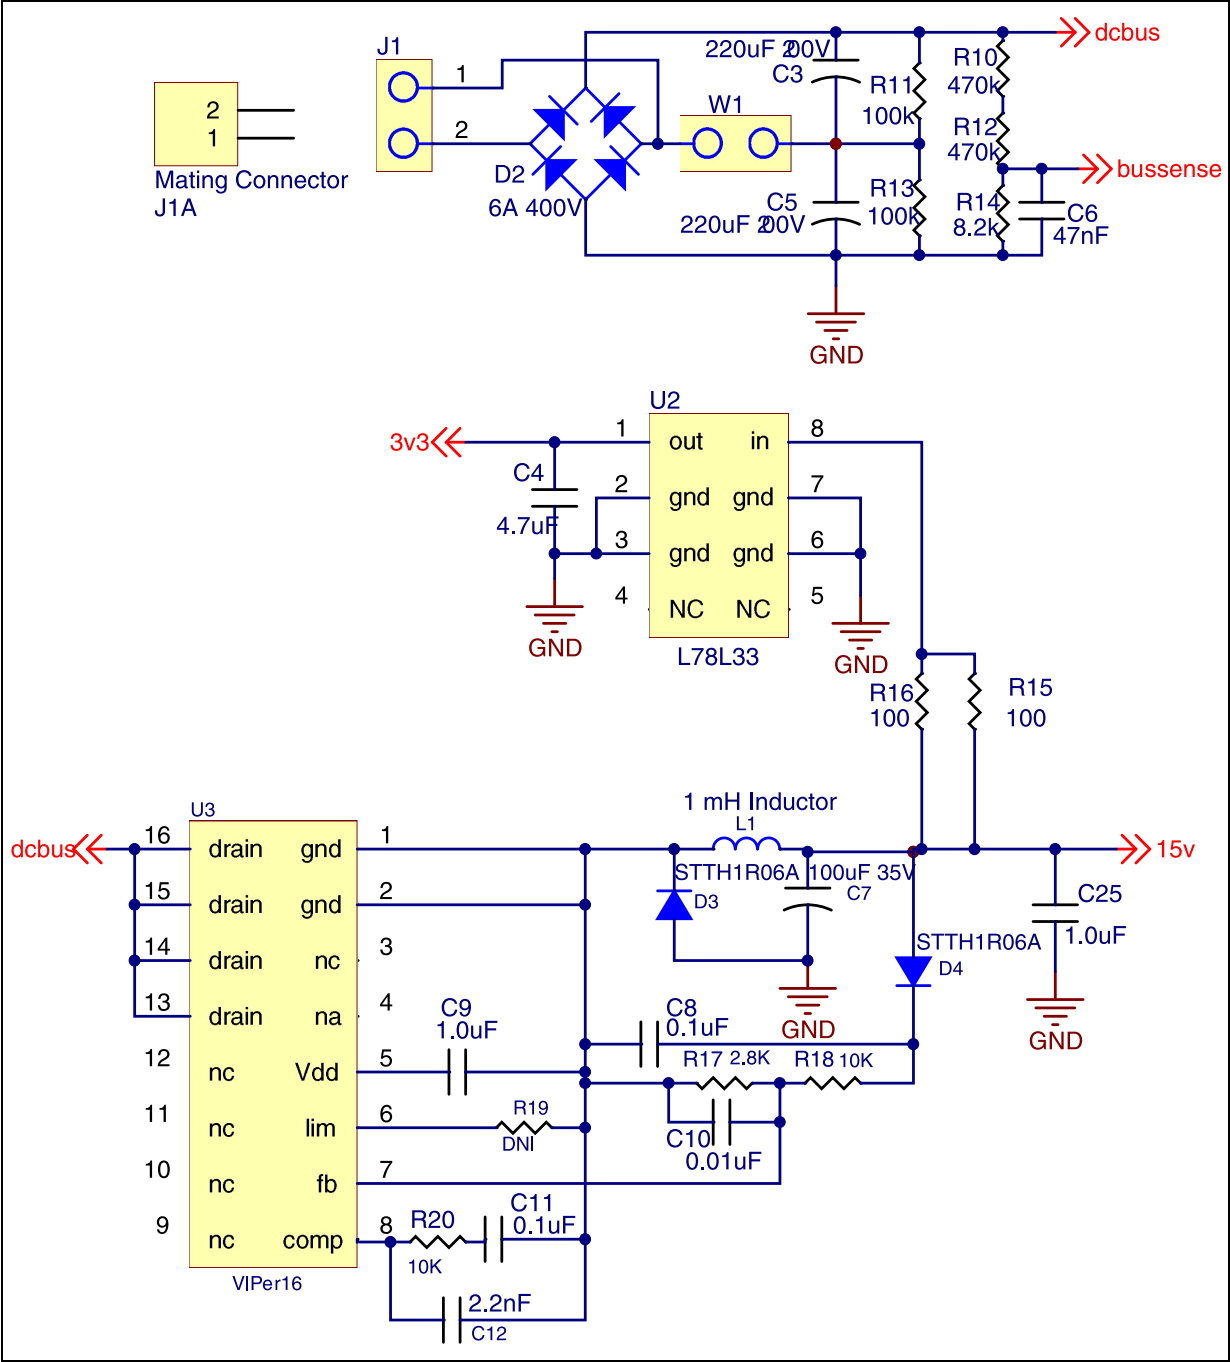 J1
1
2
2
1
Mating Connector
J1A
D2
6A 400V
W1
220uF 200V
C3
C5
220uF 200V
R11
100k
R13
100k
R10
470k
R12
470k
R14
8.2k
C6
47nF
dcbus
bussense
GND
U2
3v3
1
out
in
8
C4
4.7uF
2
gnd
gnd
7
3
gnd
gnd
6
4
NC
NC
5
GND
L78L33
GND
R16
100
R15
100
U3
dcbus
16
drain
gnd
1
15
drain
gnd
2
14
drain
nc
3
13
drain
na
4
12
nc
Vdd
5
11
nc
lim
6
10
nc
fb
7
9
nc
comp
8
VIPer16
1 mH Inductor
L1
STTH1R06A
D3
100uF 35V
C7
GND
15v
C25
1.0uF
GND
STTH1R06A
D4
C9
1.0uF
C8
0.1uF
R17 2.8K
R18 10K
C10
0.01uF
R19
DNI
R20
10K
C11
0.1uF
2.2nF
C12